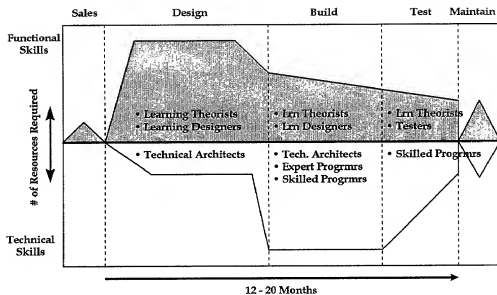 Sales Design Build Test Maintain
Functional
Skills
# of Resources Required
• Learning Theorists
• Learning Designers
• Lrn Theorists
• Lrn Designers
• Lrn Theorists
• Testers
• Technical Architects
• Tech. Architects
• Expert Progrmrs
• Skilled Progrmrs
• Skilled Progrmrs
Technical
Skills
12 - 20 Months